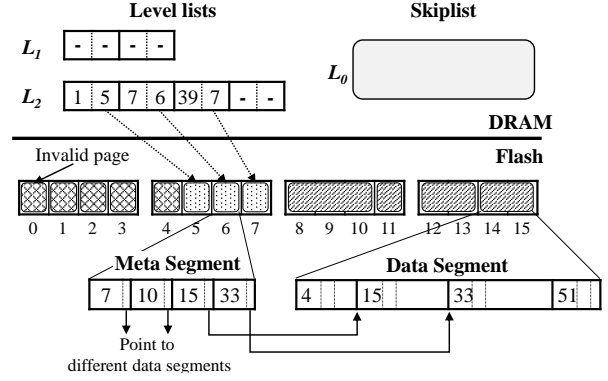 Level lists
Skiplist
L1 - - - -
L0
L2 1 5 7 6 39 7 - -
DRAM
Flash
Invalid page
0 1 2 3 4 5 6 7 8 9 10 11 12 13 14 15
Meta Segment
Data Segment
7 10 15 33
4 15 33 51
Point to
different data segments